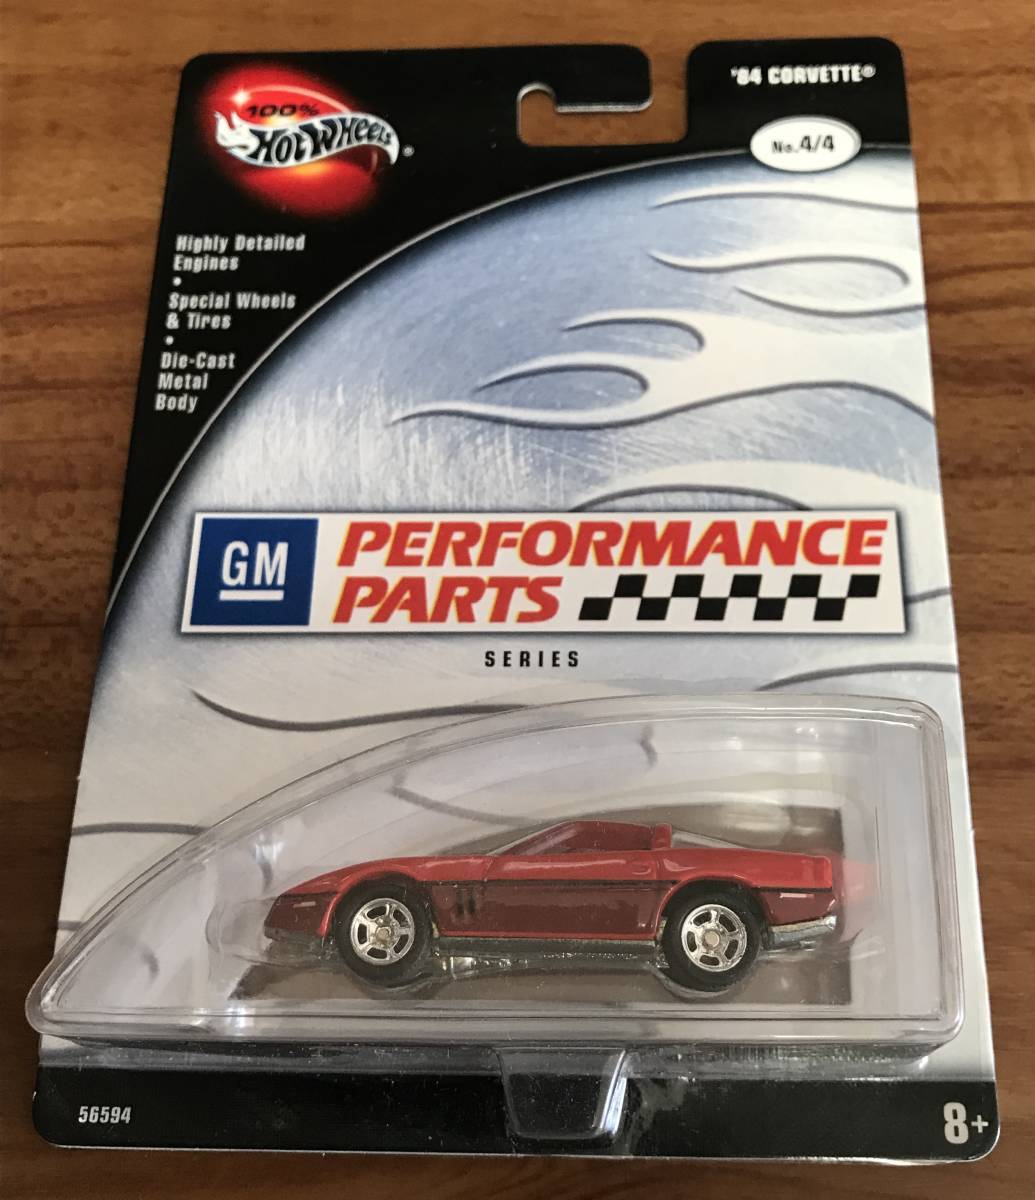 100%
Hot Wheels®
'84 CORVETTE®
No.4/4
Highly Detailed
Engines
•
Special Wheels
& Tires
•
Die-Cast
Metal
Body
GM
PERFORMANCE
PARTS
SERIES
56594
8+